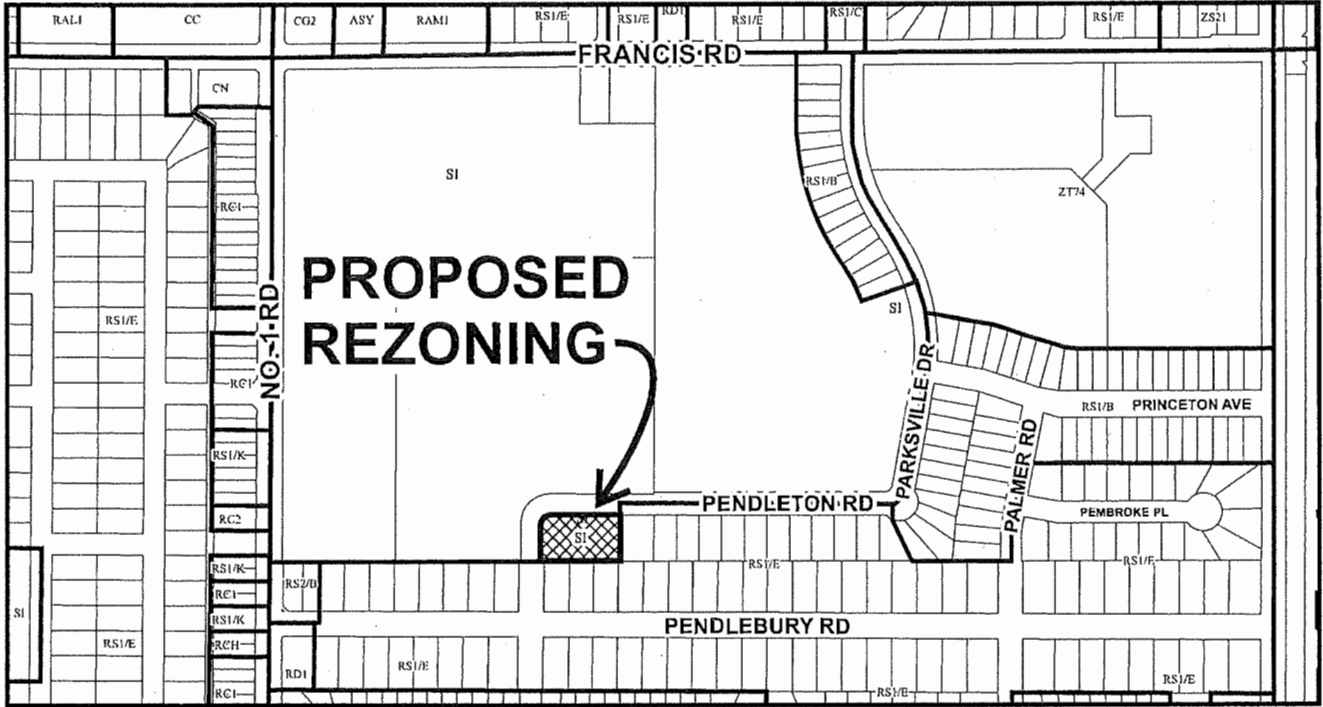 RAL1
CC
CG2
ASY
RAM1
RS1/E
RS1/E
RD1
RS1/E
RS1/C
RS1/E
ZS21
FRANCIS RD
CN
SI
RS1/B
ZT74
RC1
PROPOSED
REZONING
NO. 1 RD
SI
RS1/E
RC1
PARKSVILLE DR
RS1/B
PRINCETON AVE
PALMER RD
RS1/K
PENDLETON RD
PEMBROKE PL
RC2
SI
RS1/E
RS1/E
RS1/K
RS2/B
RC1
SI
RS1/K
PENDLEBURY RD
RS1/E
RCH
RS1/E
RD1
RS1/E
RC1
RS1/E